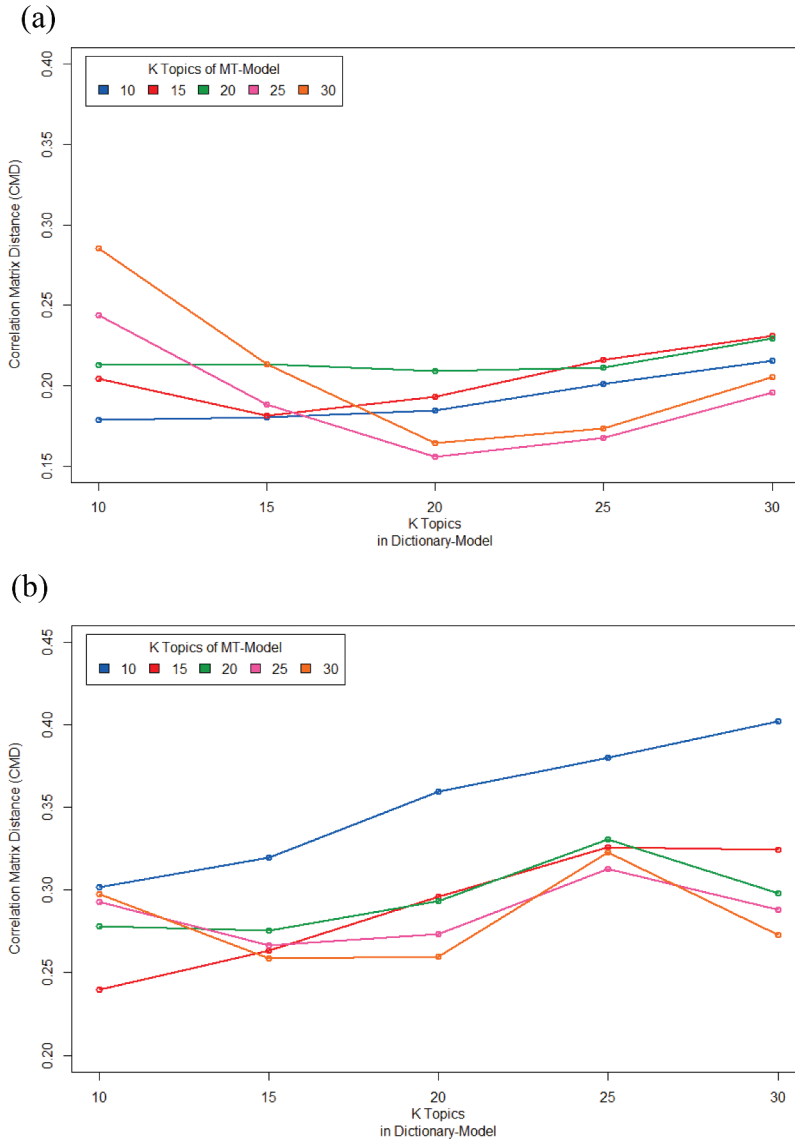 (a)
K Topics of MT-Model
10 15 20 25 30
Correlation Matrix Distance (CMD)
0.40
0.35
0.30
0.25
0.20
0.15
10 15 20 25 30
K Topics
in Dictionary-Model
(b)
K Topics of MT-Model
10 15 20 25 30
Correlation Matrix Distance (CMD)
0.45
0.40
0.35
0.30
0.25
0.20
10 15 20 25 30
K Topics
in Dictionary-Model